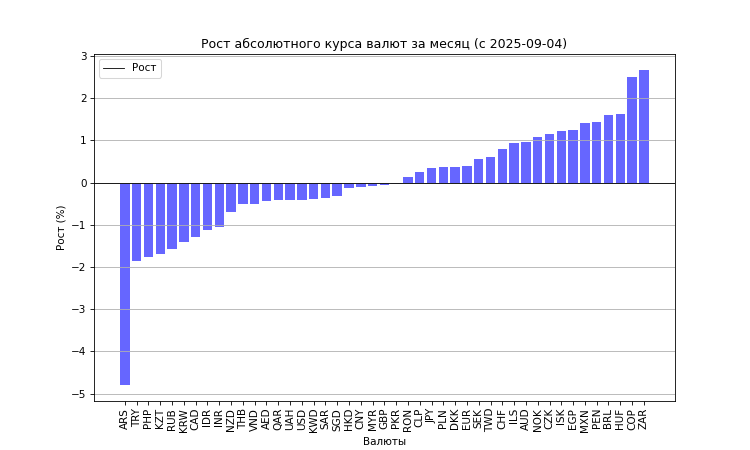 Рост абсолютного курса валют за месяц (с 2025-09-04)
Рост
3
2
1
0
−1
−2
−3
−4
−5
Рост (%)
ARS TRY PHP KZT RUB KRW CAD IDR INR NZD THB VND AED QAR UAH USD KWD SAR SGD HKD CNY MYR GBP PKR RON CLP JPY PLN DKK EUR SEK TWD CHF ILS AUD NOK CZK ISK EGP MXN PEN BRL HUF COP ZAR
Валюты